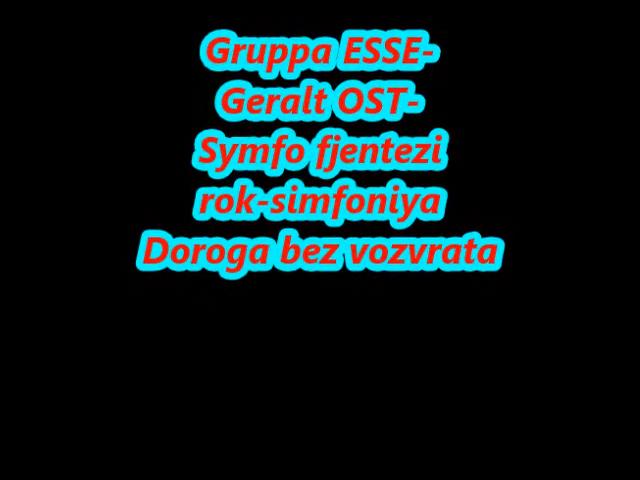 Gruppa ESSE-
Geralt OST-
Symfo fjentezi
rok-simfoniya
Doroga bez vozvrata